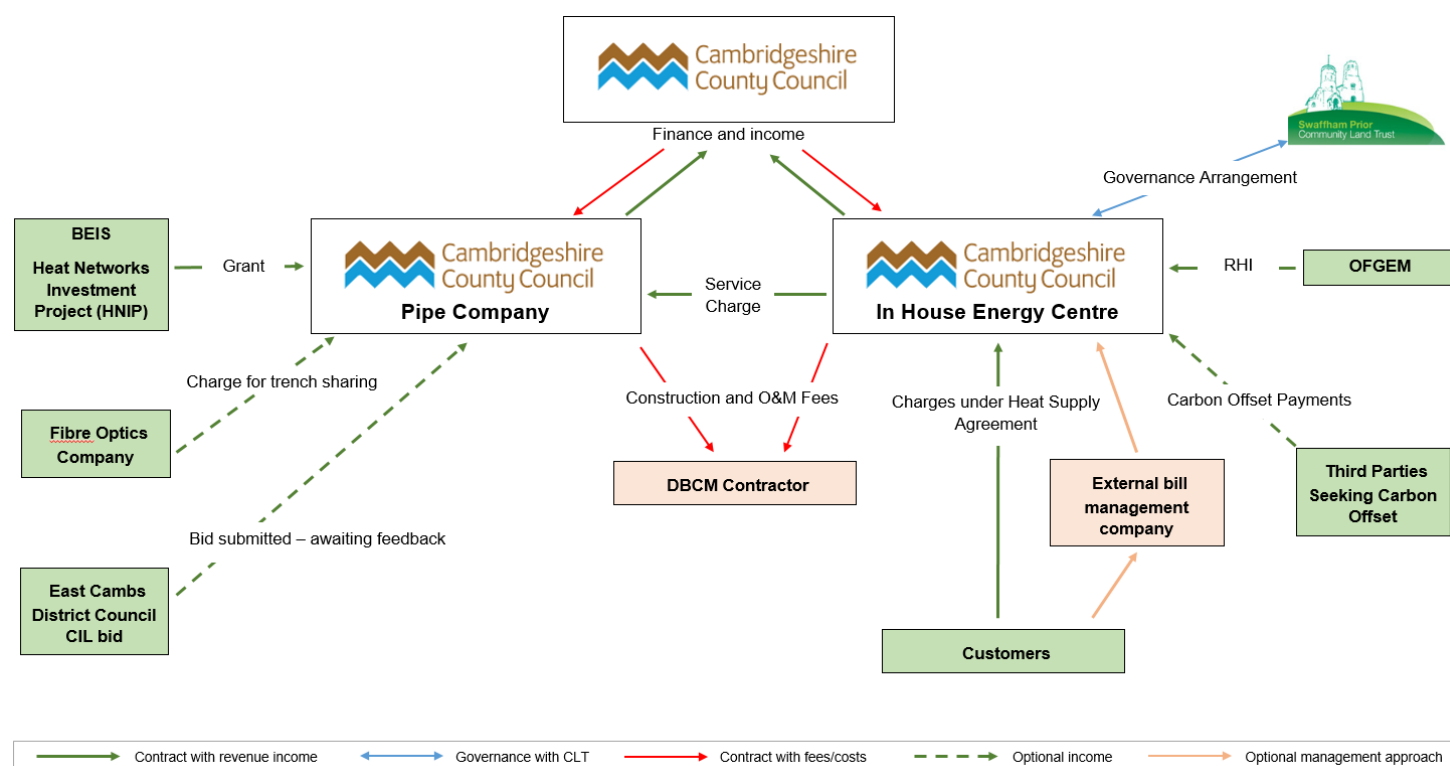 Cambridgeshire
County Council
Finance and income
Swaffham Prior
Community Land Trust
Governance Arrangement
BEIS
Heat Networks
Investment
Project (HNIP)
Grant
Cambridgeshire
County Council
Pipe Company
Service
Charge
Cambridgeshire
County Council
In House Energy Centre
RHI
OFGEM
Charge for trench sharing
Fibre Optics
Company
Construction and O&M Fees
Charges under Heat Supply
Agreement
Carbon Offset Payments
DBCM Contractor
External bill
management
company
Third Parties
Seeking Carbon
Offset
Bid submitted – awaiting feedback
East Cambs
District Council
CIL bid
Customers
Contract with revenue income
Governance with CLT
Contract with fees/costs
Optional income
Optional management approach